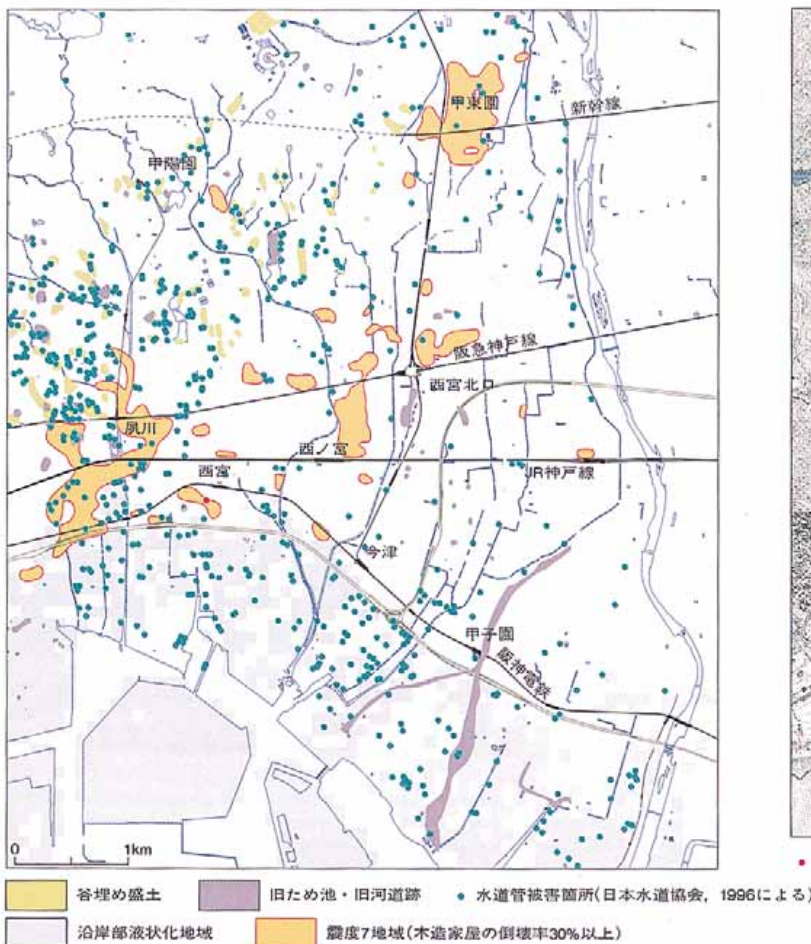 甲東園
新幹線
甲陽園
阪急神戸線
西宮北口
夙川
西ノ宮
西宮
JR神戸線
今津
甲子園
阪神電鉄
0 1km
谷埋め盛土
旧ため池・旧河道跡
水道管被害箇所(日本水道協会, 1996による)
沿岸部液状化地域
震度7地域(木造家屋の倒壊率30%以上)